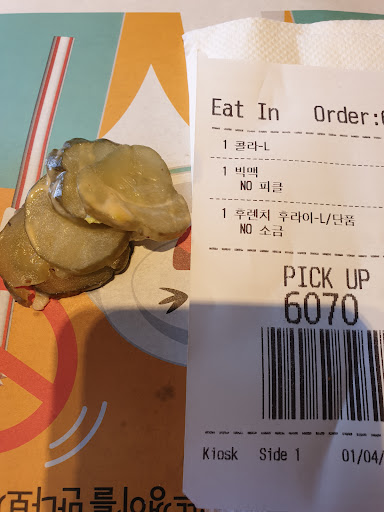 Eat In Order:
1 콜라-L
1 빅맥
NO 피클
1 후렌치 후라이-L/단품
NO 소금
PICK UP
6070
Kiosk Side 1 01/04/